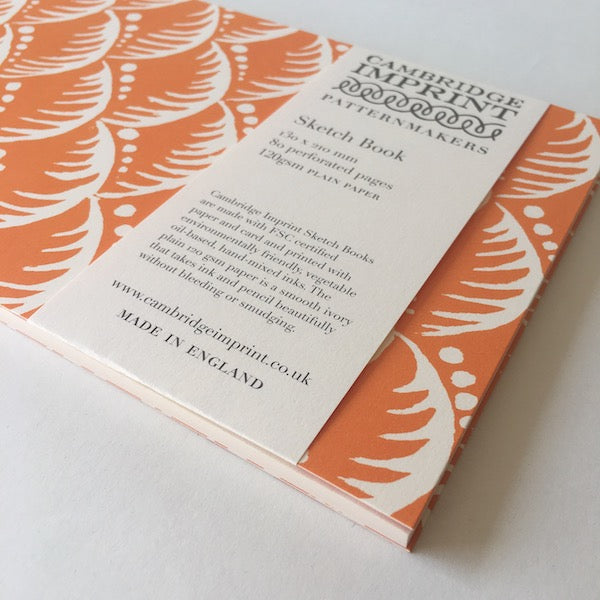 CAMBRIDGE
IMPRINT
PATTERNMAKERS
Sketch Book
130 x 210 mm
80 perforated pages
120gsm PLAIN PAPER
Cambridge Imprint Sketch Books
are made with FSC certified
paper and card and printed with
environmentally friendly, vegetable
oil-based, hand-mixed inks. The
plain 120 gsm paper is a smooth ivory
that takes ink and pencil beautifully
without bleeding or smudging.
www.cambridgeimprint.co.uk
MADE IN ENGLAND